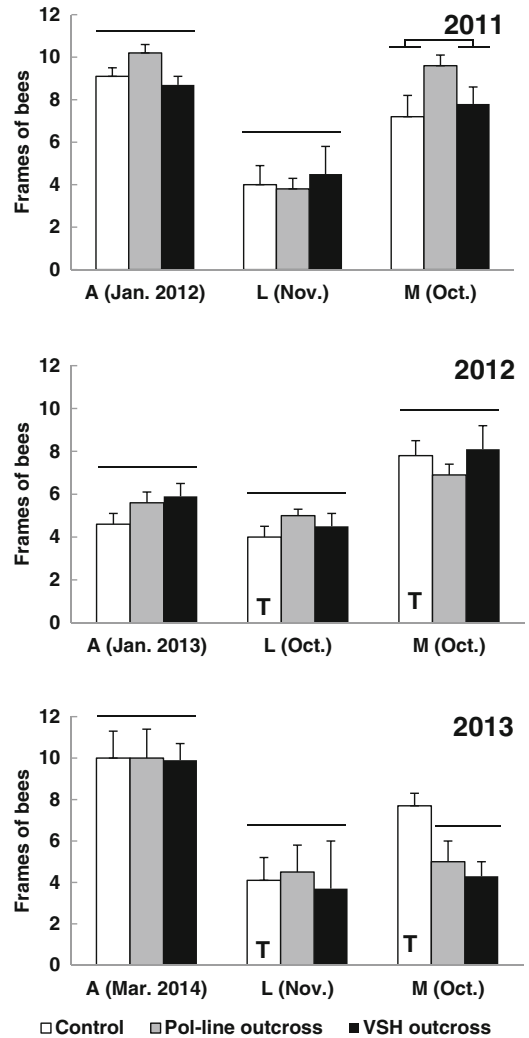 2011
Frames of bees
12
10
8
6
4
2
0
A (Jan. 2012) L (Nov.) M (Oct.)
2012
Frames of bees
12
10
8
6
4
2
0
T T
A (Jan. 2013) L (Oct.) M (Oct.)
2013
Frames of bees
12
10
8
6
4
2
0
T T
A (Mar. 2014) L (Nov.) M (Oct.)
Control Pol-line outcross VSH outcross